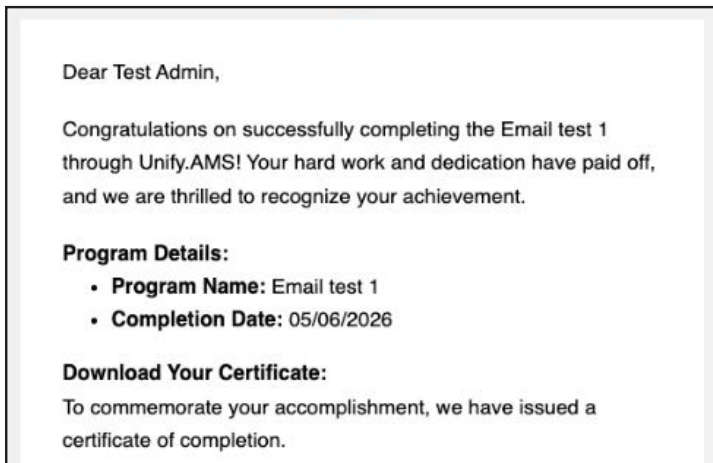 Dear Test Admin,
Congratulations on successfully completing the Email test 1
through Unify.AMS! Your hard work and dedication have paid off,
and we are thrilled to recognize your achievement.
Program Details:
• Program Name: Email test 1
• Completion Date: 05/06/2026
Download Your Certificate:
To commemorate your accomplishment, we have issued a
certificate of completion.